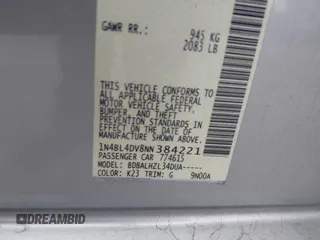 GAWR RR.: 945 KG
2083 LB
THIS VEHICLE CONFORMS TO ALL
APPLICABLE FEDERAL
MOTOR VEHICLE SAFETY,
BUMPER, AND THEFT
PREVENTION STANDARDS IN
EFFECT ON THE DATE OF
MANUFACTURE SHOWN ABOVE.
1N4BL4DV8NN384221
PASSENGER CAR 774615
MODEL: BDBALHZL34DUA-----
COLOR: K23 TRIM: G 9N00A
© DREAMBID.COM